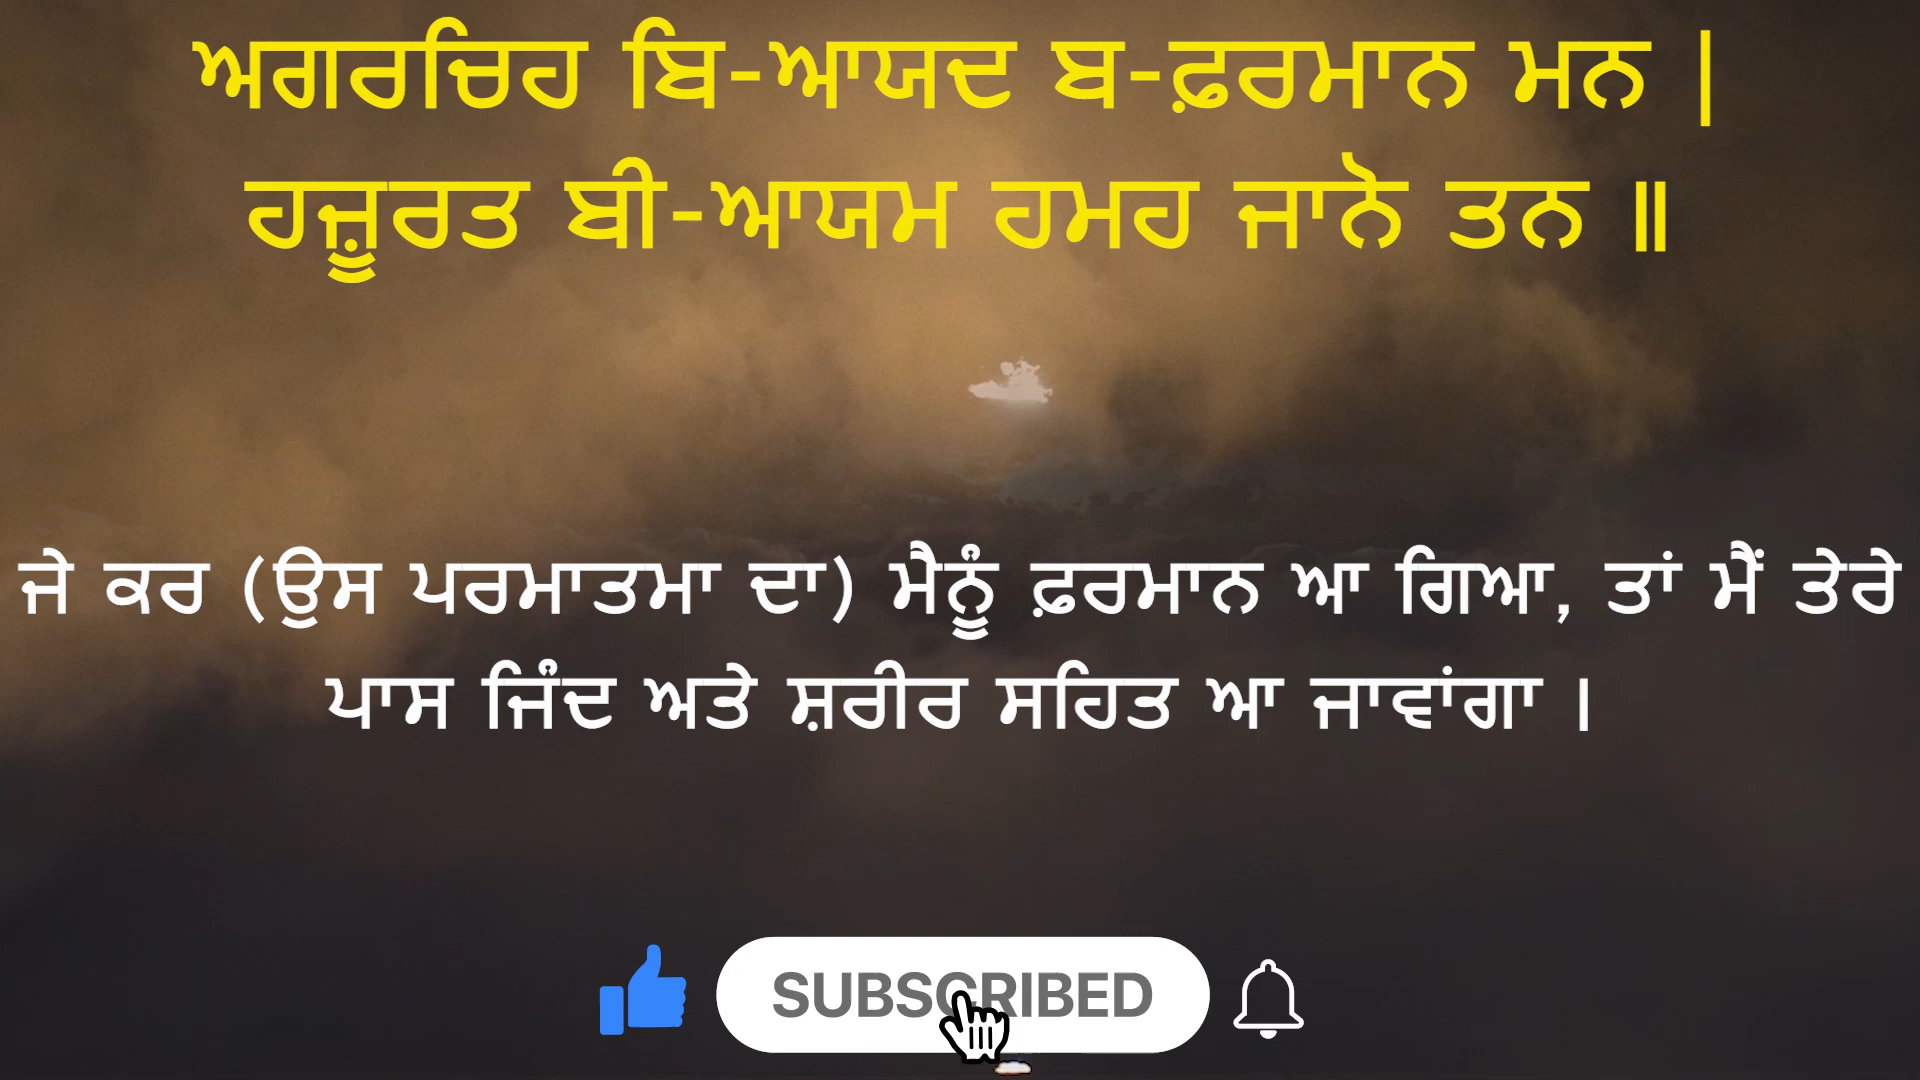 ਅਗਰਚਿਹ ਬਿ-ਆਯਦ ਬ-ਫ਼ਰਮਾਨ ਮਨ |
ਹਜ਼ੂਰਤ ਬੀ-ਆਯਮ ਹਮਹ ਜਾਨੋ ਤਨ ॥
ਜੇ ਕਰ (ਉਸ ਪਰਮਾਤਮਾ ਦਾ) ਮੈਨੂੰ ਫ਼ਰਮਾਨ ਆ ਗਿਆ, ਤਾਂ ਮੈਂ ਤੇਰੇ
ਪਾਸ ਜਿੰਦ ਅਤੇ ਸ਼ਰੀਰ ਸਹਿਤ ਆ ਜਾਵਾਂਗਾ ।
SUBSCRIBED